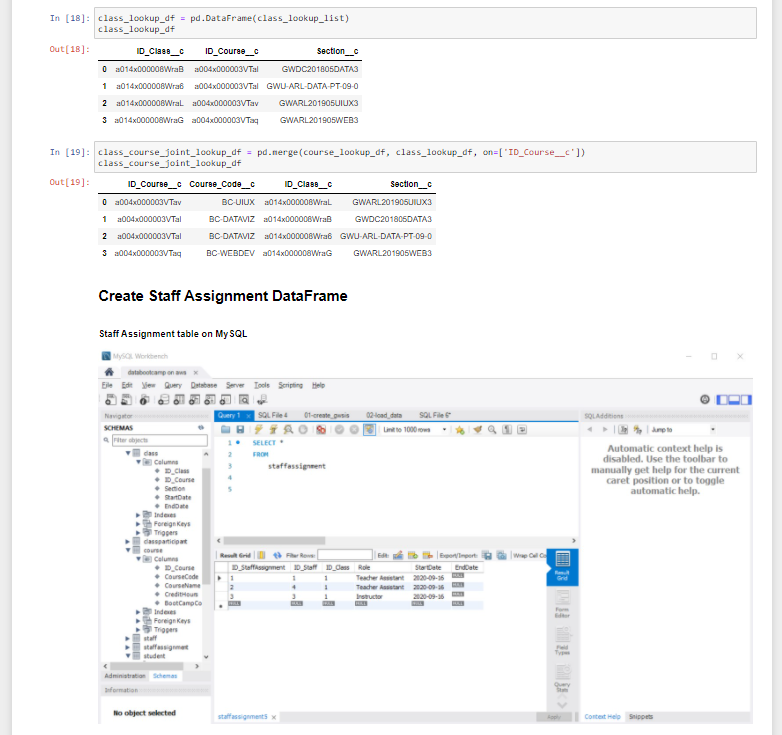 In [18]: class_lookup_df = pd.DataFrame(class_lookup_list)
class_lookup_df
Out[18]:
ID_Class__c ID_Course__c Section__c
0 a014x000008WraB a004x000003VTaI GWDC201805DATA3
1 a014x000008Wra6 a004x000003VTaI GWU-ARL-DATA-PT-09-0
2 a014x000008WraL a004x000003VTav GWARL201905UIUX3
3 a014x000008WraG a004x000003VTaq GWARL201905WEB3
In [19]: class_course_joint_lookup_df = pd.merge(course_lookup_df, class_lookup_df, on=['ID_Course__c'])
class_course_joint_lookup_df
Out[19]:
ID_Course__c Course_Code__c ID_Class__c Section__c
0 a004x000003VTav BC-UIUX a014x000008WraL GWARL201905UIUX3
1 a004x000003VTaI BC-DATAVIZ a014x000008WraB GWDC201805DATA3
2 a004x000003VTaI BC-DATAVIZ a014x000008Wra6 GWU-ARL-DATA-PT-09-0
3 a004x000003VTaq BC-WEBDEV a014x000008WraG GWARL201905WEB3
Create Staff Assignment DataFrame
Staff Assignment table on MySQL
MySQL Workbench
databootcamp on aws
File Edit View Query Database Server Tools Scripting Help
Navigator
SCHEMAS
Filter objects
class
Columns
ID_Class
ID_Course
Section
StartDate
EndDate
Indexes
Foreign Keys
Triggers
classparticipant
course
Columns
ID_Course
CourseCode
CourseName
CreditHours
BootCampCo
Indexes
Foreign Keys
Triggers
staff
staffassignment
student
Administration Schemas
Information
No object selected
Query 1 SQL File 4 01-create_gwsis 02-load_data SQL File 6*
Limit to 1000 rows
1 SELECT *
2 FROM
3 staffassignment
4
5
Result Grid Filter Rows: Edit: Export/Import: Wrap Cell Co
ID_StaffAssignment ID_Staff ID_Class Role StartDate EndDate
1 1 1 Teacher Assistant 2020-09-16 NULL
2 4 1 Teacher Assistant 2020-09-16 NULL
3 3 1 Instructor 2020-09-16 NULL
NULL NULL NULL NULL NULL NULL
Result Grid
Form Editor
Field Types
Query Stats
staffassignment5
Apply
SQLAdditions
Jump to
Automatic context help is
disabled. Use the toolbar to
manually get help for the current
caret position or to toggle
automatic help.
Context Help Snippets